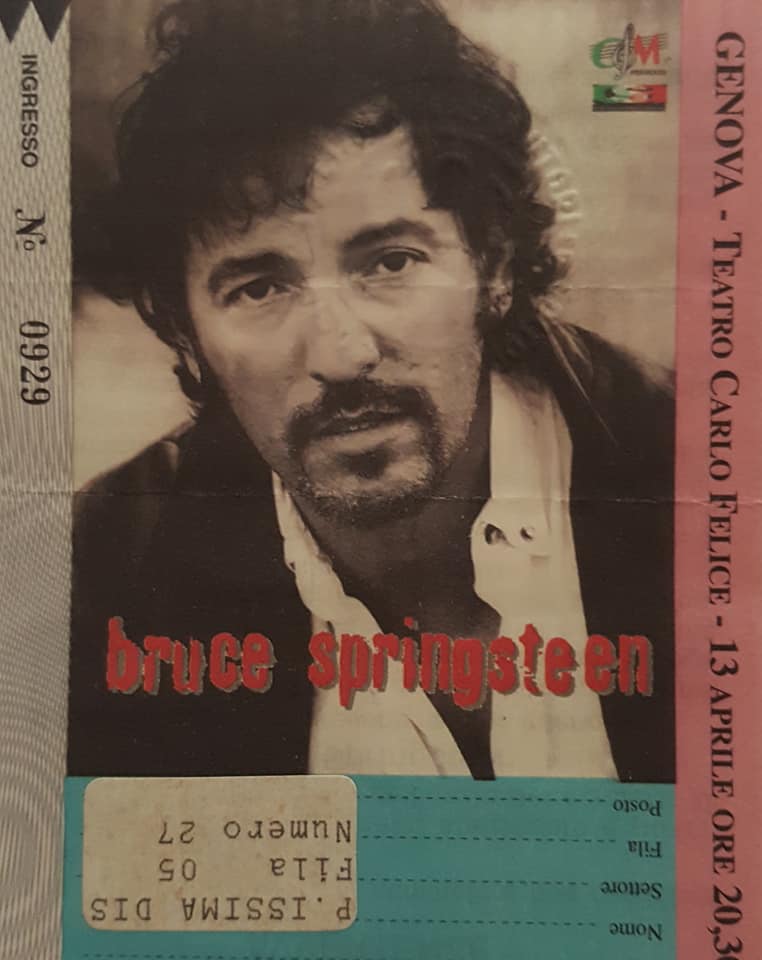 INGRESSO Nº 0929
GENOVA - TEATRO CARLO FELICE - 13 APRILE ORE 20,30
bruce springsteen
Nome
Settore
Fila
Posto
P.ISSIMA DIS
Fila 05
Numero 27